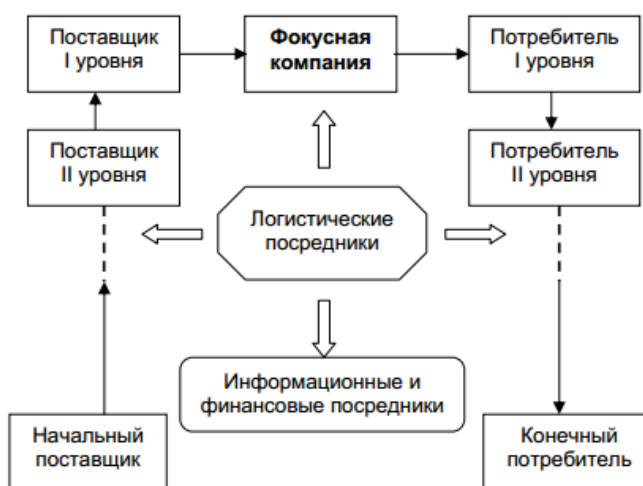 Поставщик
I уровня
Фокусная
компания
Потребитель
I уровня
Поставщик
II уровня
Потребитель
II уровня
Логистические
посредники
Информационные и
финансовые посредники
Начальный
поставщик
Конечный
потребитель